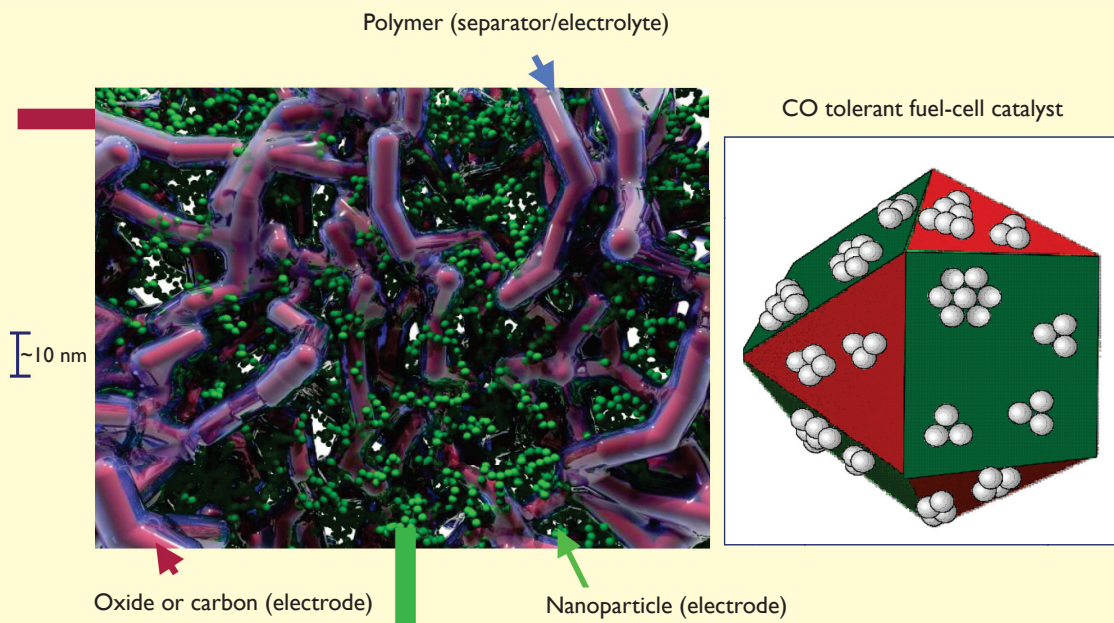 Polymer (separator/electrolyte)
CO tolerant fuel-cell catalyst
~10 nm
Oxide or carbon (electrode)
Nanoparticle (electrode)